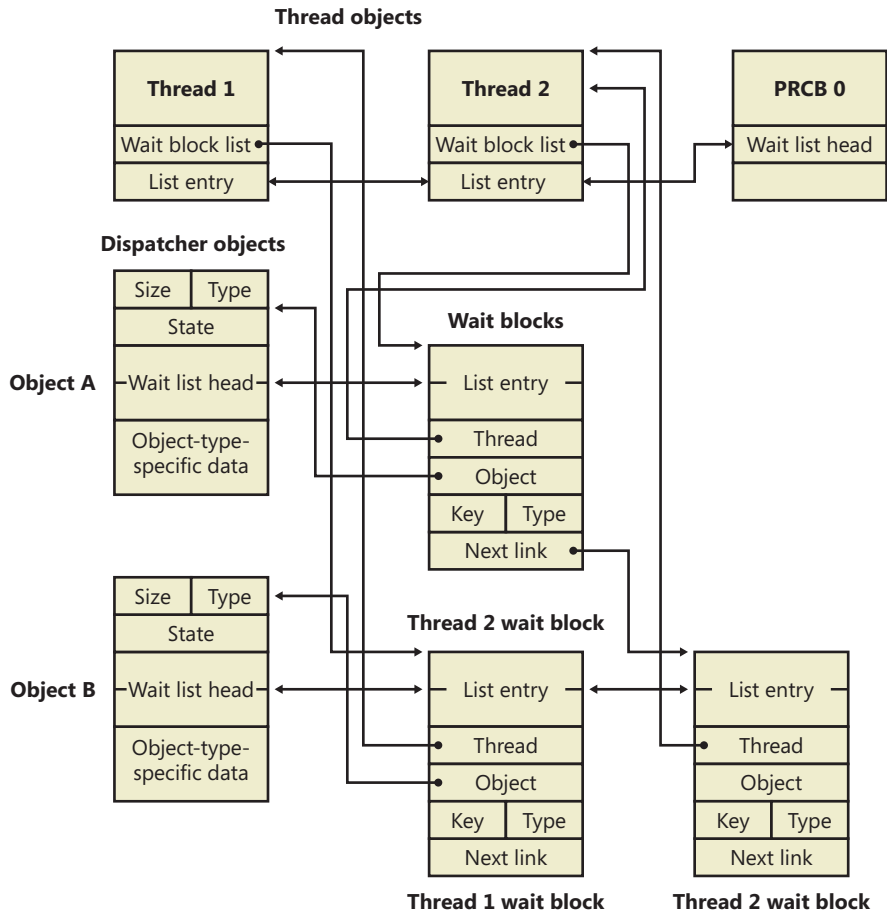 Thread objects
Thread 1
Thread 2
PRCB 0
Wait block list
Wait block list
Wait list head
List entry
List entry
Dispatcher objects
Size
Type
State
Wait blocks
Object A
Wait list head
List entry
Object-type-
specific data
Thread
Object
Key
Type
Next link
Size
Type
State
Thread 2 wait block
Object B
Wait list head
List entry
List entry
Object-type-
specific data
Thread
Thread
Object
Object
Key
Type
Key
Type
Next link
Next link
Thread 1 wait block
Thread 2 wait block